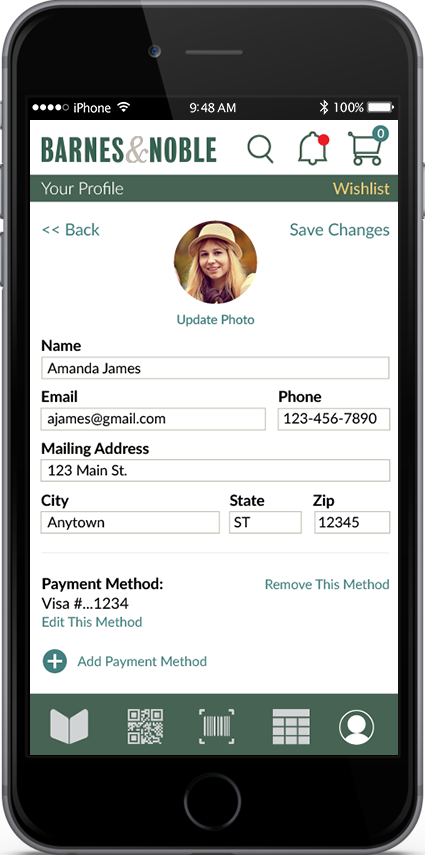 iPhone 9:48 AM 100%
BARNES&NOBLE 0
Your Profile Wishlist
<< Back Save Changes
Update Photo
Name
Amanda James
Email Phone
ajames@gmail.com 123-456-7890
Mailing Address
123 Main St.
City State Zip
Anytown ST 12345
Payment Method: Remove This Method
Visa #...1234
Edit This Method
Add Payment Method